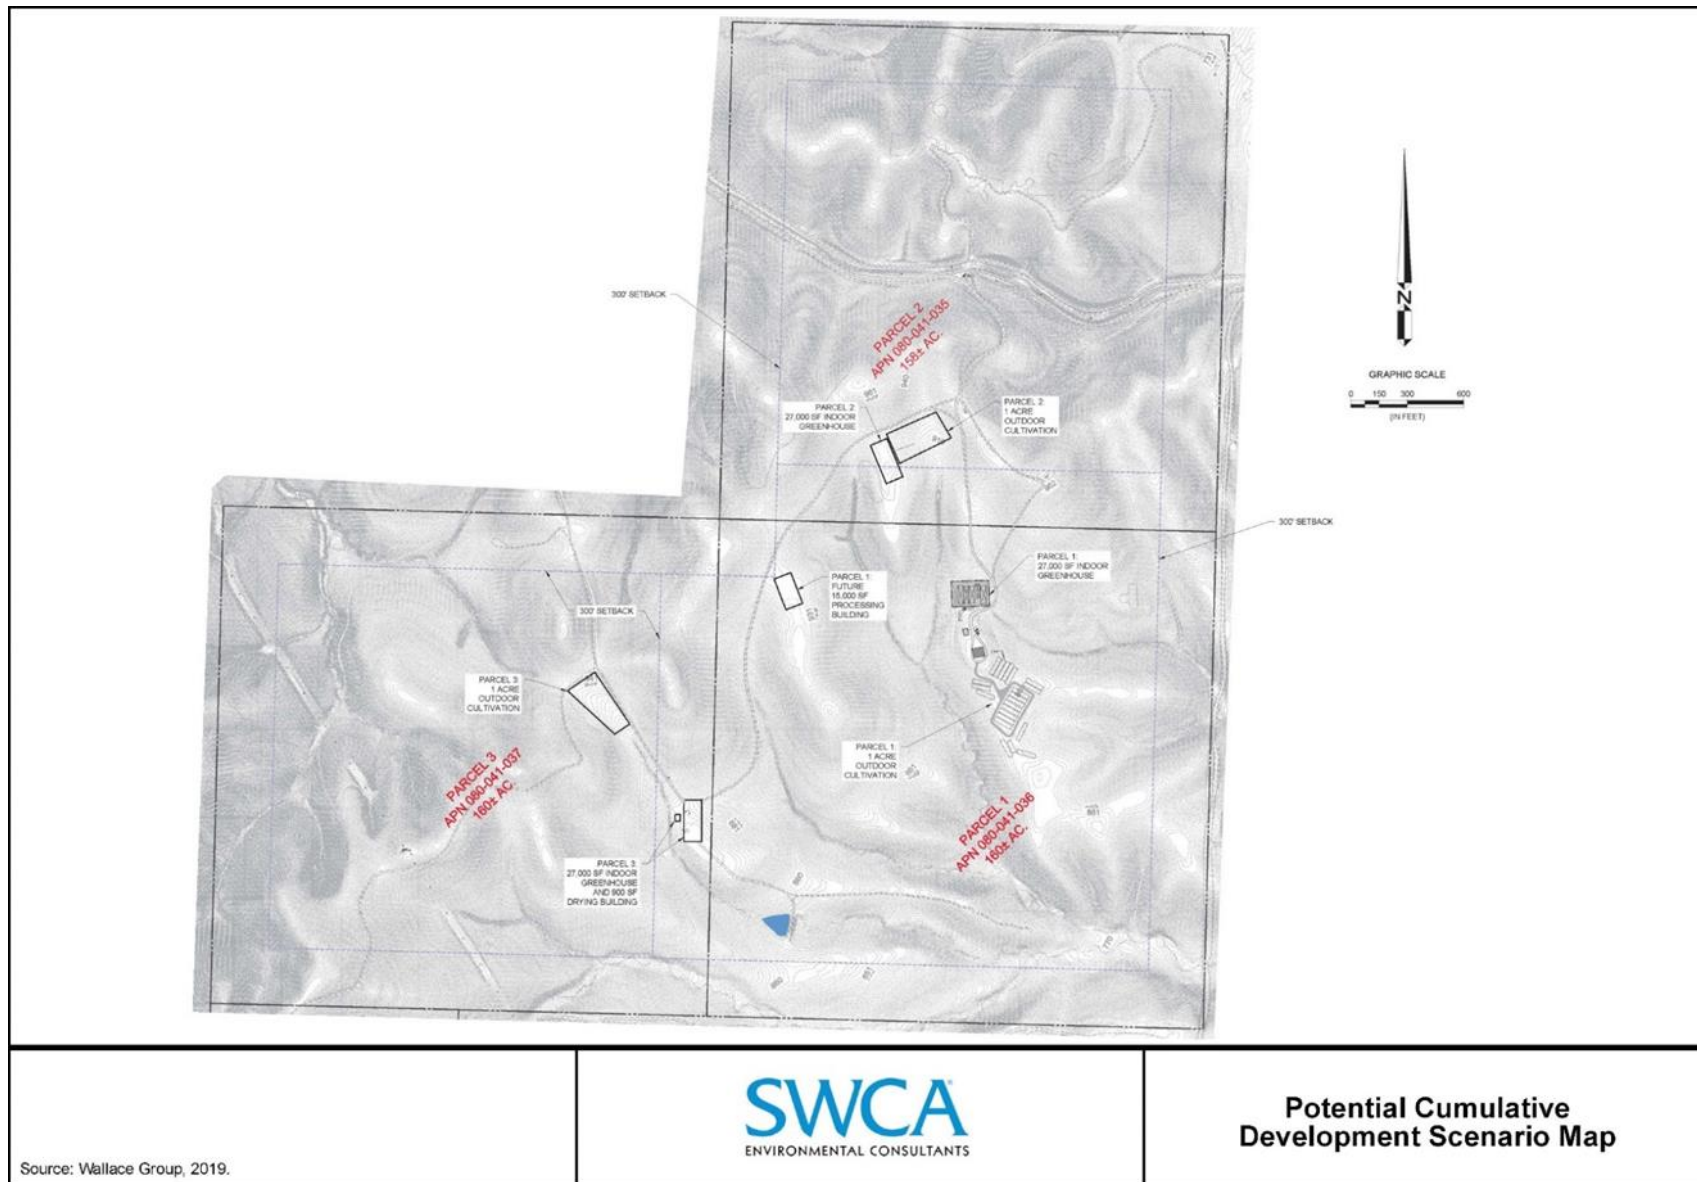 300' SETBACK
PARCEL 2
APN 080-041-035
158± AC.
GRAPHIC SCALE
0 150 300 600
(IN FEET)
PARCEL 2:
27,000 SF INDOOR
GREENHOUSE
PARCEL 2:
1 ACRE
OUTDOOR
CULTIVATION
N
300' SETBACK
PARCEL 1:
27,000 SF INDOOR
GREENHOUSE
PARCEL 1:
FUTURE
15,000 SF
PROCESSING
BUILDING
300' SETBACK
PARCEL 3:
1 ACRE
OUTDOOR
CULTIVATION
PARCEL 3
APN 080-041-037
160± AC.
PARCEL 1:
1 ACRE
OUTDOOR
CULTIVATION
PARCEL 1
APN 080-041-036
160± AC.
PARCEL 3:
27,000 SF INDOOR
GREENHOUSE
AND 900 SF
DRYING BUILDING
SWCA
ENVIRONMENTAL CONSULTANTS
Potential Cumulative
Development Scenario Map
Source: Wallace Group, 2019.